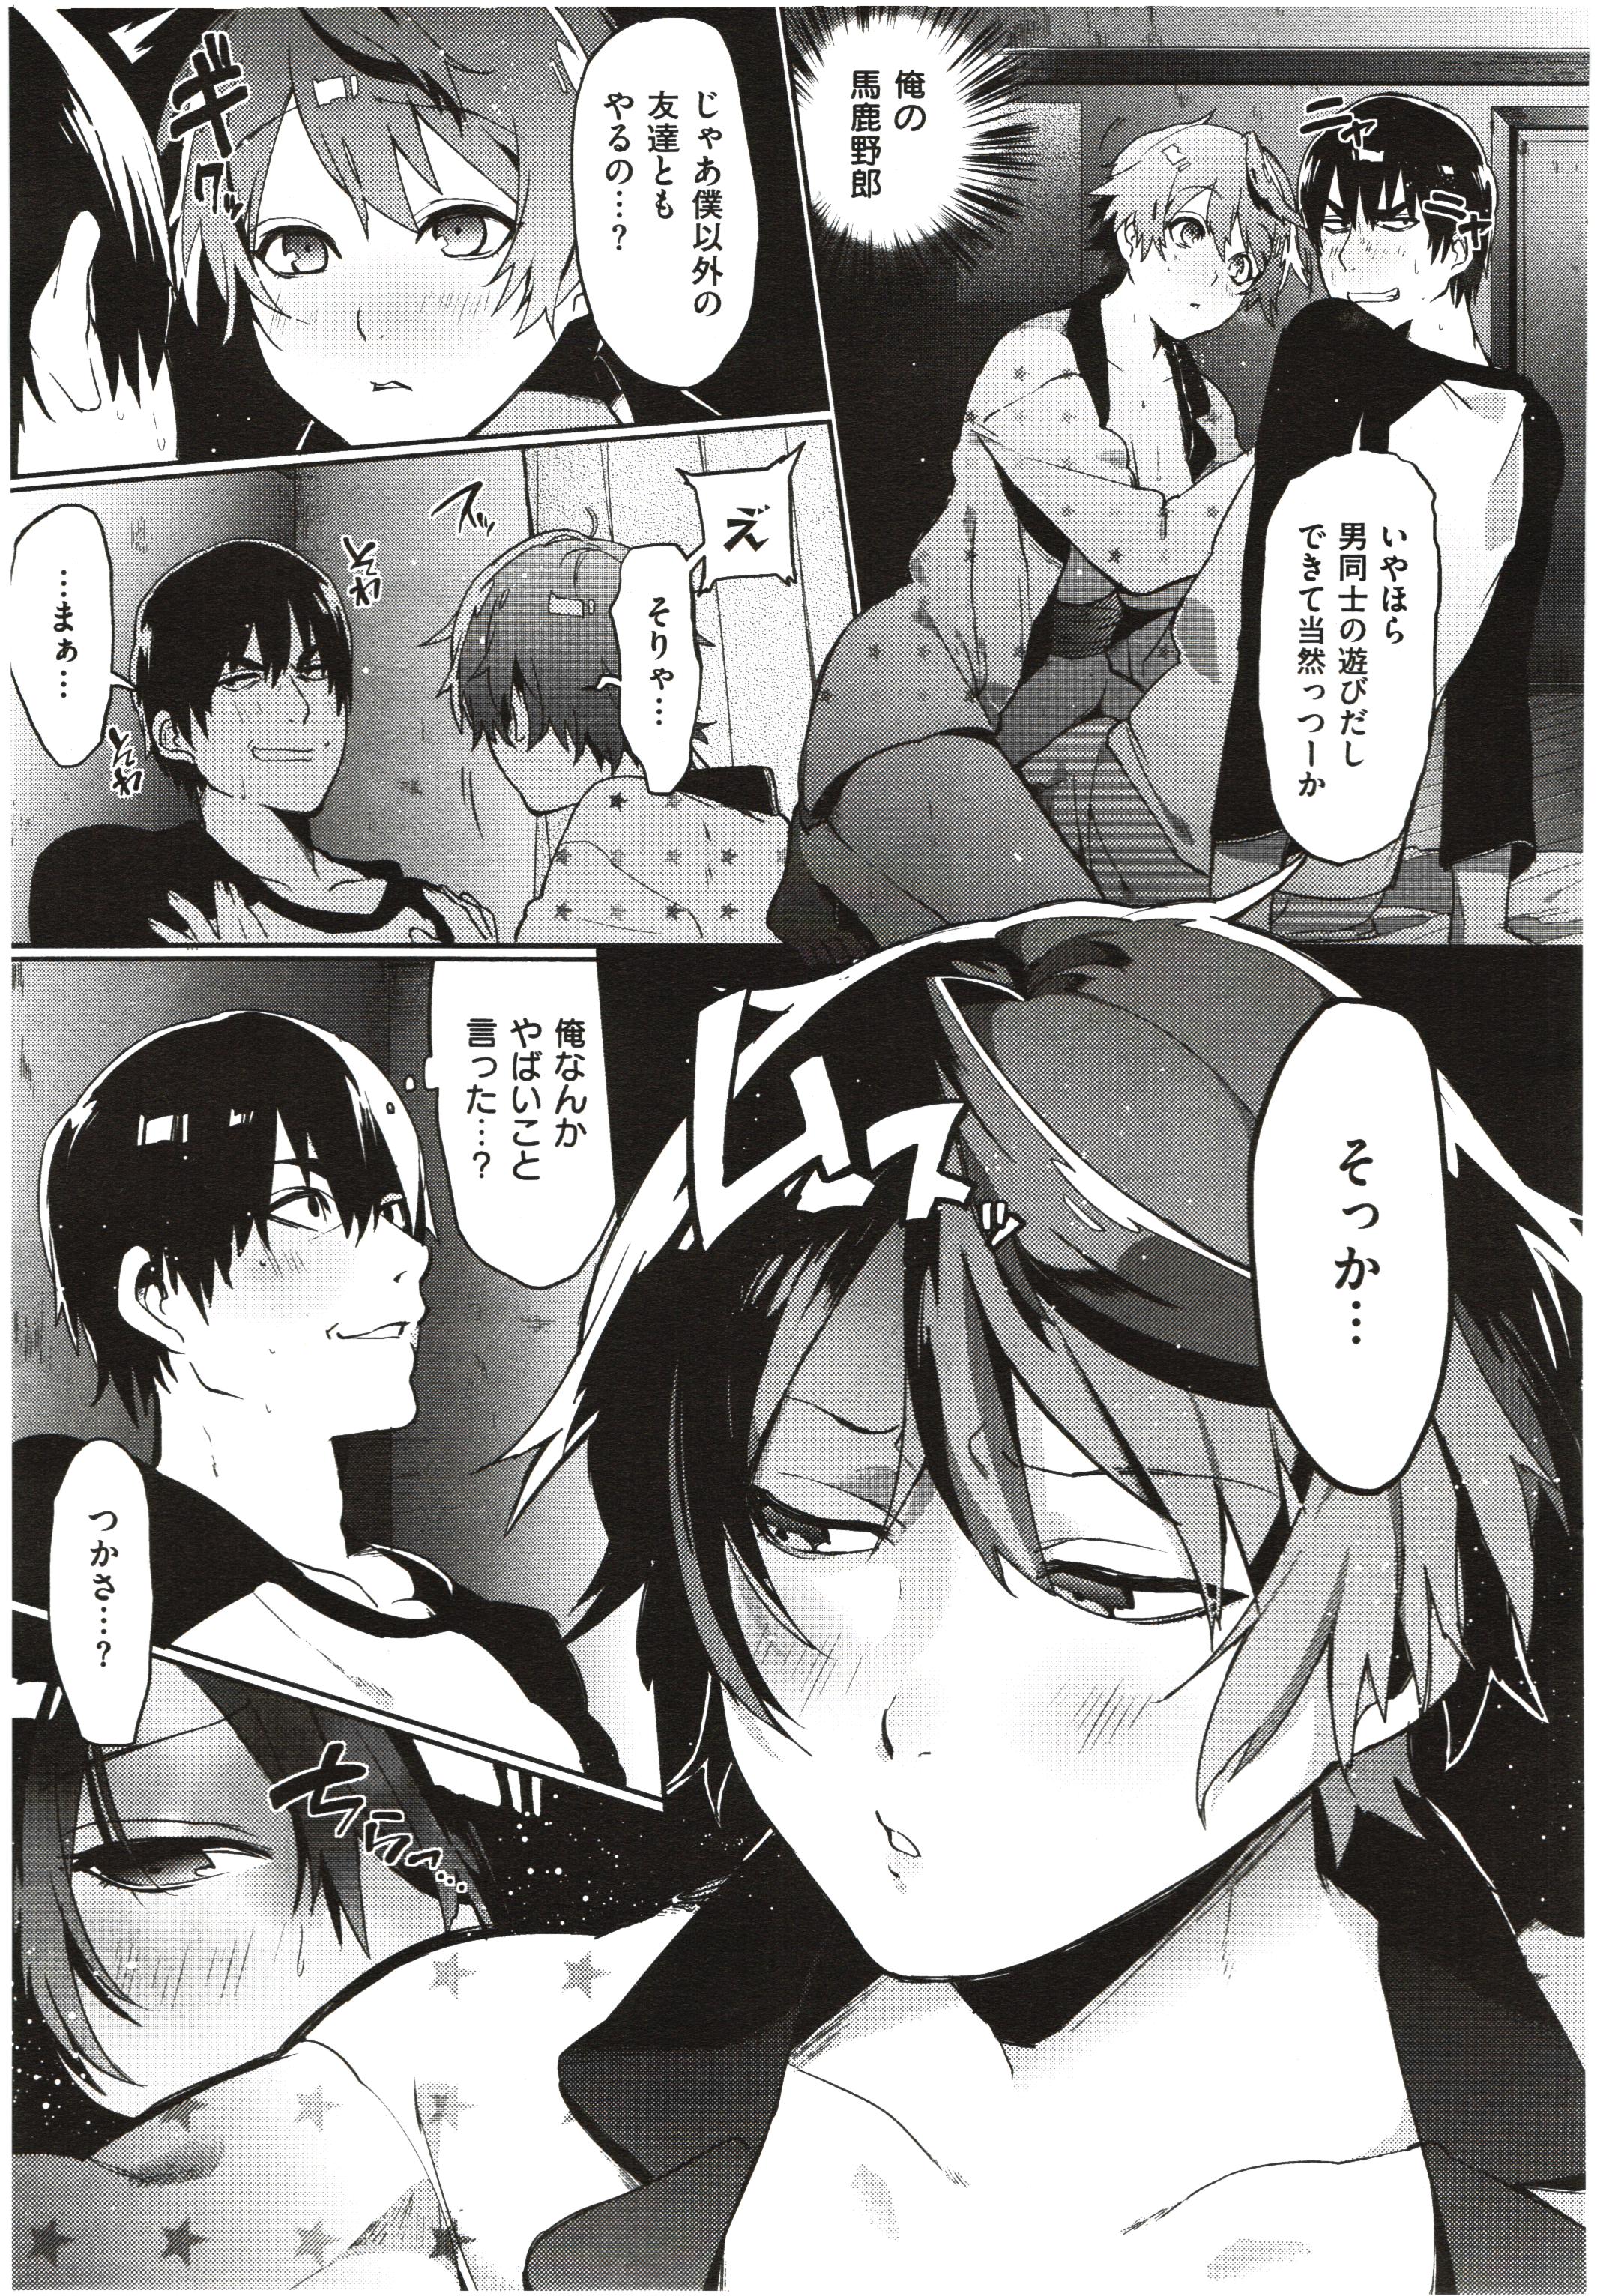 いやほら
男同士の遊びだし
できて当然っつーか
ニャ
ニャ
俺の
馬鹿野郎
じゃあ僕以外の
友達とも
やるの…?
ギクッ
え゛
そりゃ…
スッ
そわ
…まぁ…
そわ
そっか…
俺なんか
やばいこと
言った…?
つかさ…?
ちらっ…